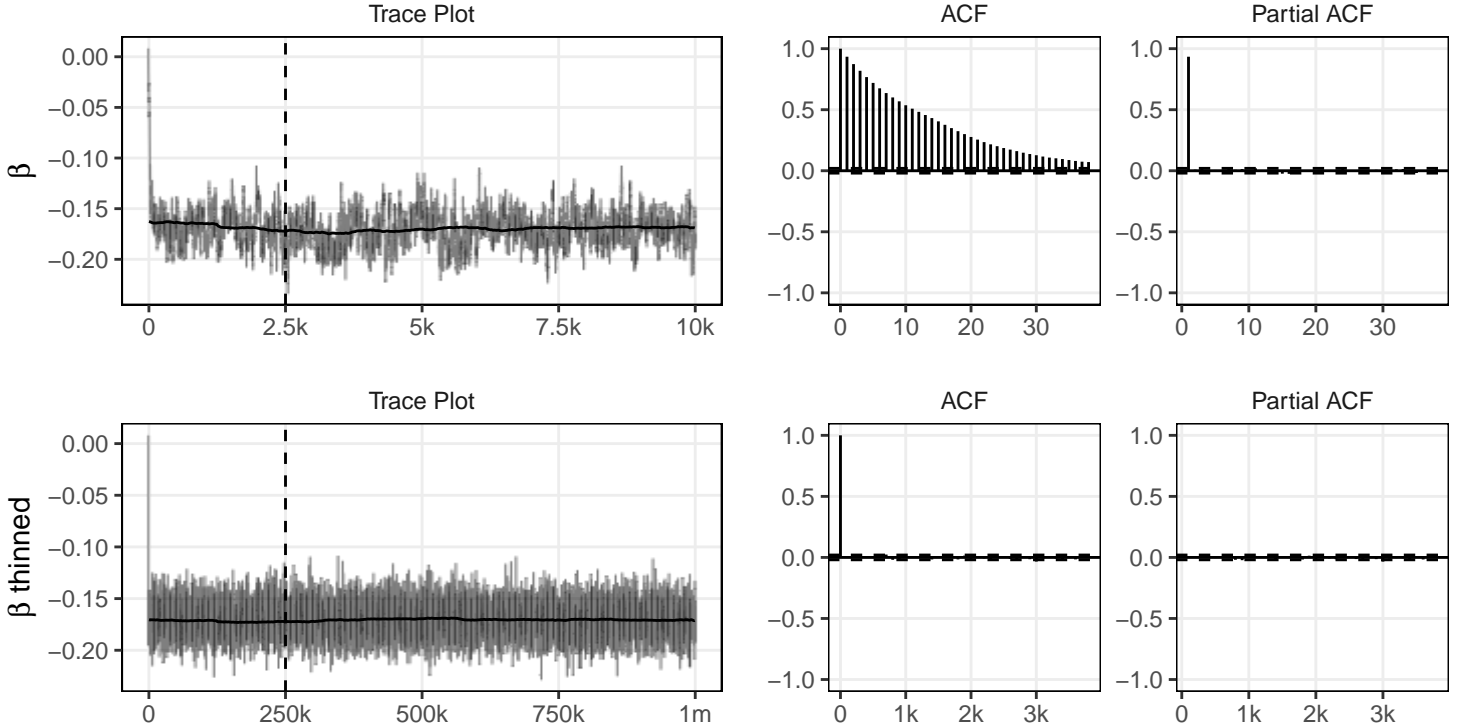 Trace Plot
ACF
Partial ACF
β
0.00
−0.05
−0.10
−0.15
−0.20
0
2.5k
5k
7.5k
10k
1.0
0.5
0.0
−0.5
−1.0
0
10
20
30
1.0
0.5
0.0
−0.5
−1.0
0
10
20
30
Trace Plot
ACF
Partial ACF
β thinned
0.00
−0.05
−0.10
−0.15
−0.20
0
250k
500k
750k
1m
1.0
0.5
0.0
−0.5
−1.0
0
1k
2k
3k
1.0
0.5
0.0
−0.5
−1.0
0
1k
2k
3k